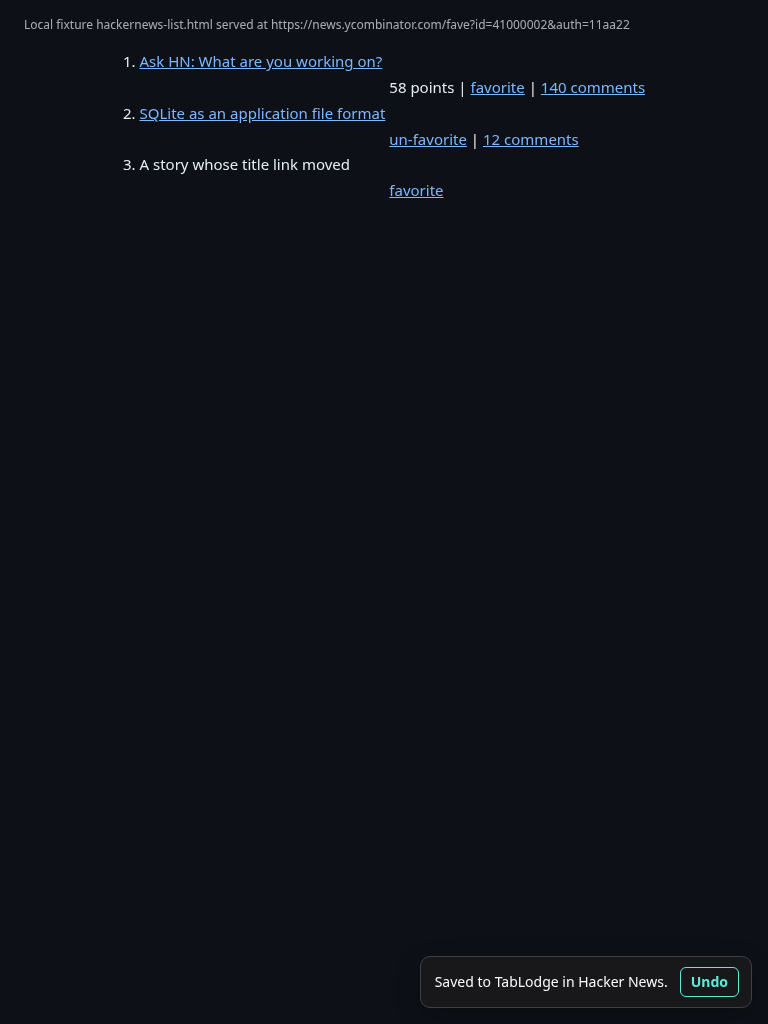 Local fixture hackernews-list.html served at https://news.ycombinator.com/fave?id=41000002&auth=11aa22
1. Ask HN: What are you working on?
58 points | favorite | 140 comments
2. SQLite as an application file format
un-favorite | 12 comments
3. A story whose title link moved
favorite
Saved to TabLodge in Hacker News. Undo